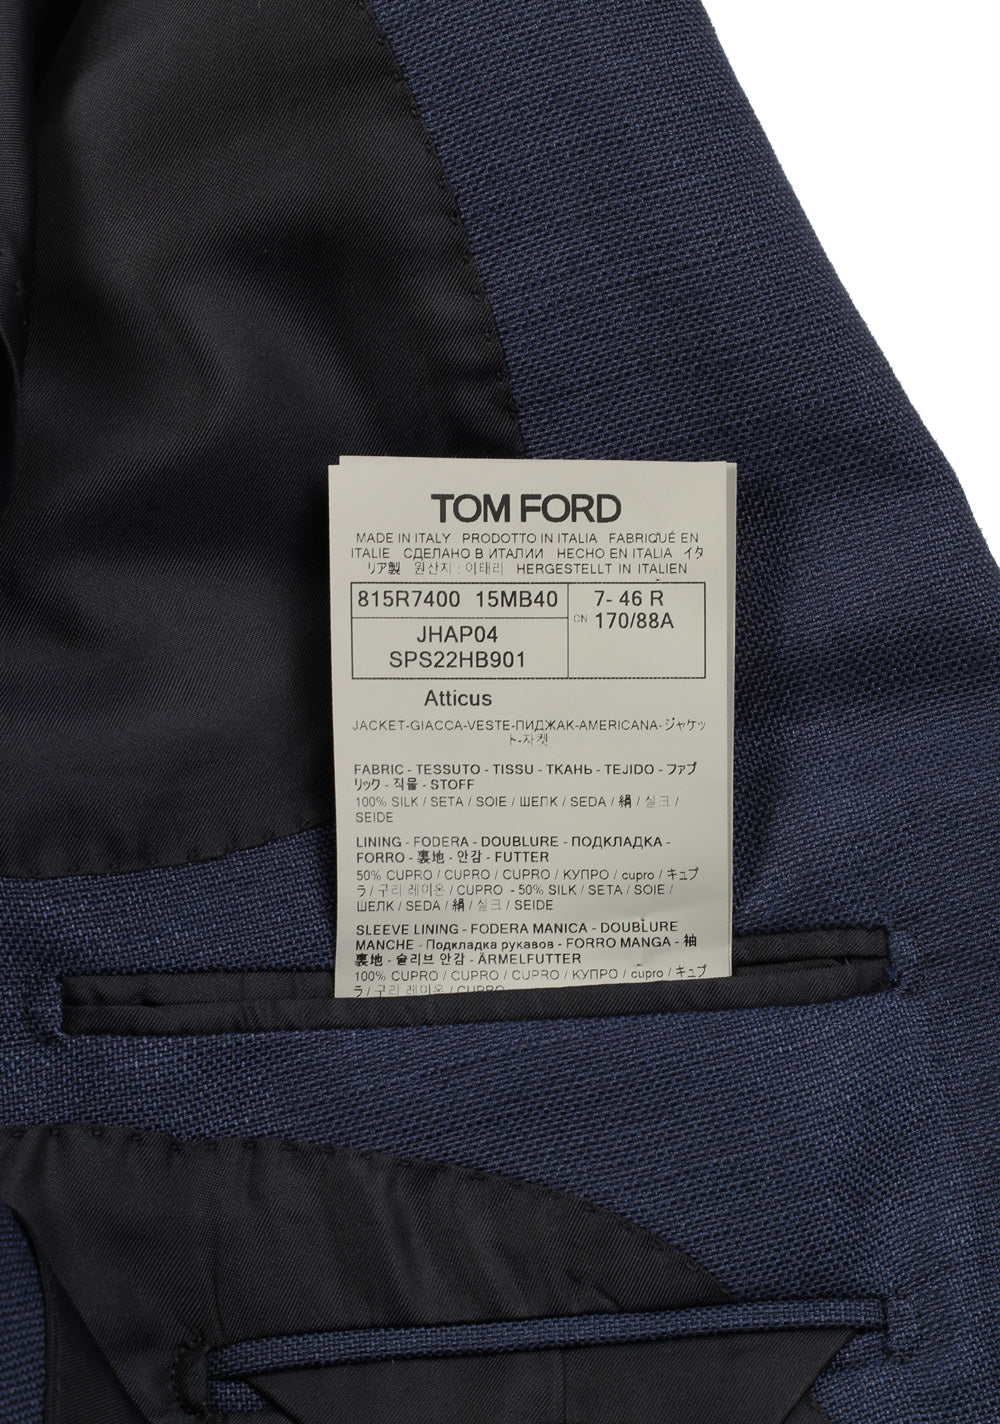 TOM FORD
MADE IN ITALY PRODOTTO IN ITALIA FABRIQUÉ EN
ITALIE СДЕЛАНО В ИТАЛИИ HECHO EN ITALIA イタ
リア製 원산지 : 이태리 HERGESTELLT IN ITALIEN
815R7400 15MB40 7- 46 R
CN 170/88A
JHAP04
SPS22HB901
Atticus
JACKET-GIACCA-VESTE-ПИДЖАК-AMERICANA-ジャケッ
ト-자켓
FABRIC - TESSUTO - TISSU - ТКАНЬ - TEJIDO - ファブ
リック - 직물 - STOFF
100% SILK / SETA / SOIE / ШЕЛК / SEDA / 絹 / 실크 /
SEIDE
LINING - FODERA - DOUBLURE - ПОДКЛАДКА -
FORRO - 裏地 - 안감 - FUTTER
50% CUPRO / CUPRO / CUPRO / КУПРО / cupro / キュプ
ラ / 구리 레이온 / CUPRO - 50% SILK / SETA / SOIE /
ШЕЛК / SEDA / 絹 / 실크 / SEIDE
SLEEVE LINING - FODERA MANICA - DOUBLURE
MANCHE - Подкладка рукавов - FORRO MANGA - 袖
裏地 - 슬리브 안감 - ÄRMELFUTTER
100% CUPRO / CUPRO / CUPRO / КУПРО / cupro / キュプ
ラ / 구리 레이온 / CUPRO